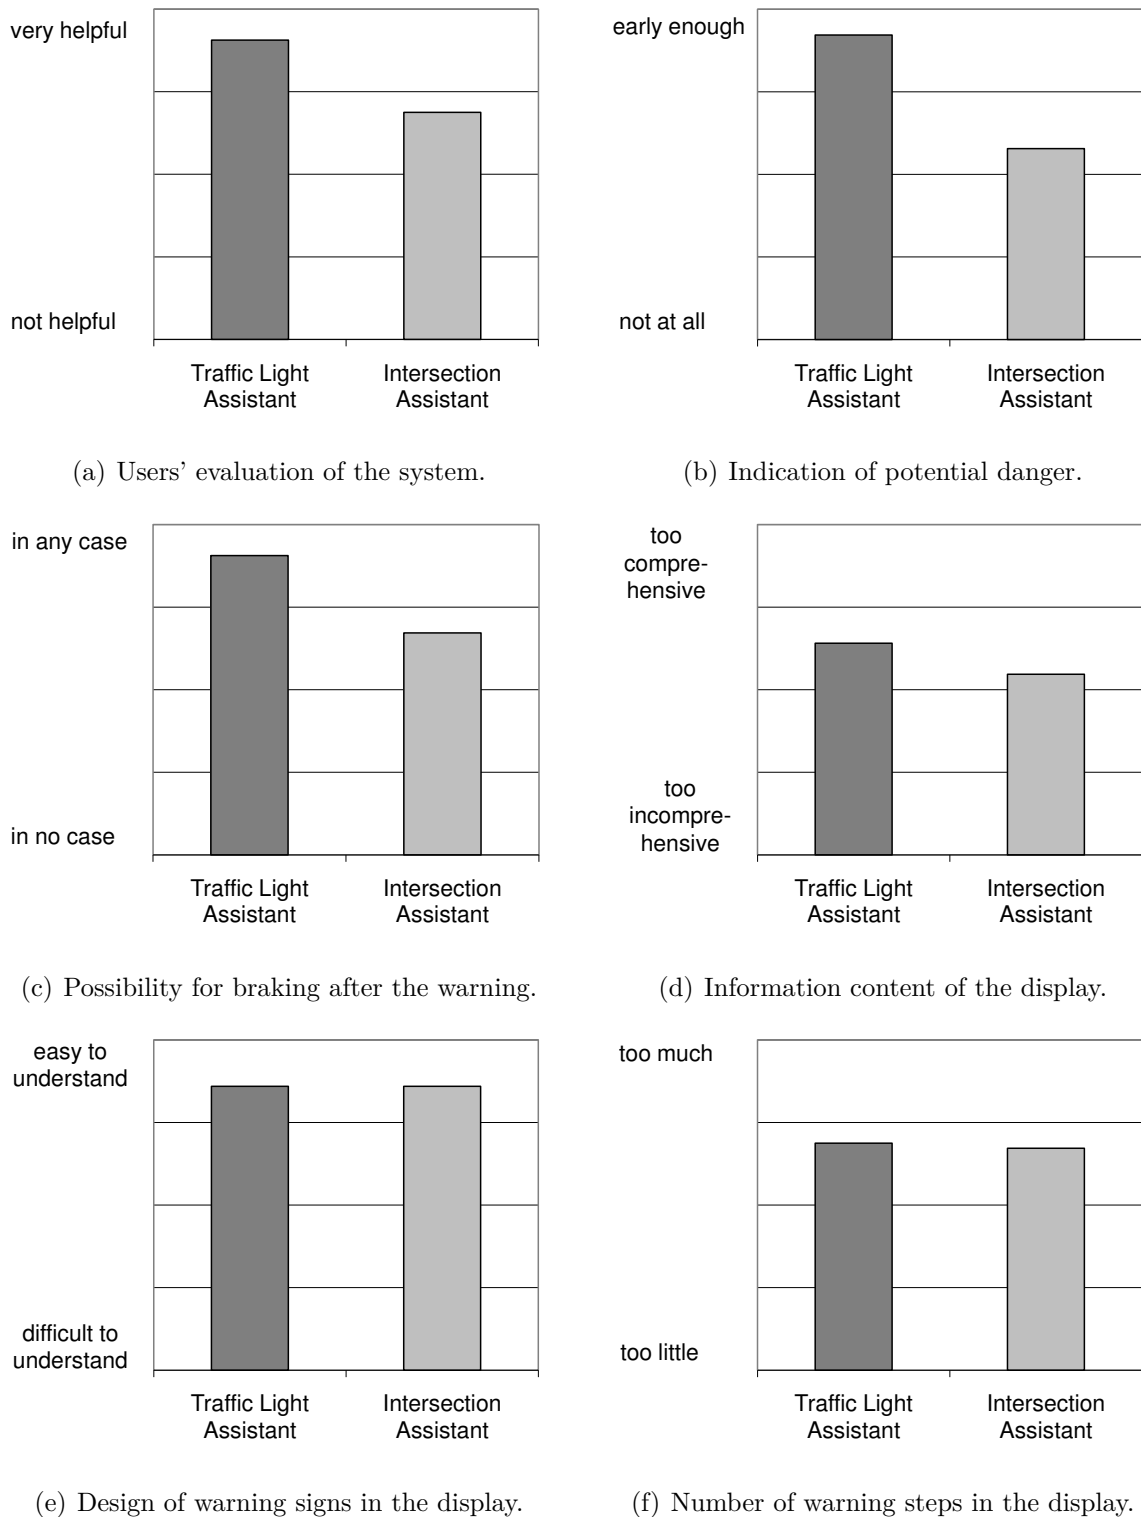 very helpful
not helpful
Traffic Light
Assistant
Intersection
Assistant
(a) Users’ evaluation of the system.
early enough
not at all
Traffic Light
Assistant
Intersection
Assistant
(b) Indication of potential danger.
in any case
in no case
Traffic Light
Assistant
Intersection
Assistant
(c) Possibility for braking after the warning.
too
compre-
hensive
too
incompre-
hensive
Traffic Light
Assistant
Intersection
Assistant
(d) Information content of the display.
easy to
understand
difficult to
understand
Traffic Light
Assistant
Intersection
Assistant
(e) Design of warning signs in the display.
too much
too little
Traffic Light
Assistant
Intersection
Assistant
(f) Number of warning steps in the display.